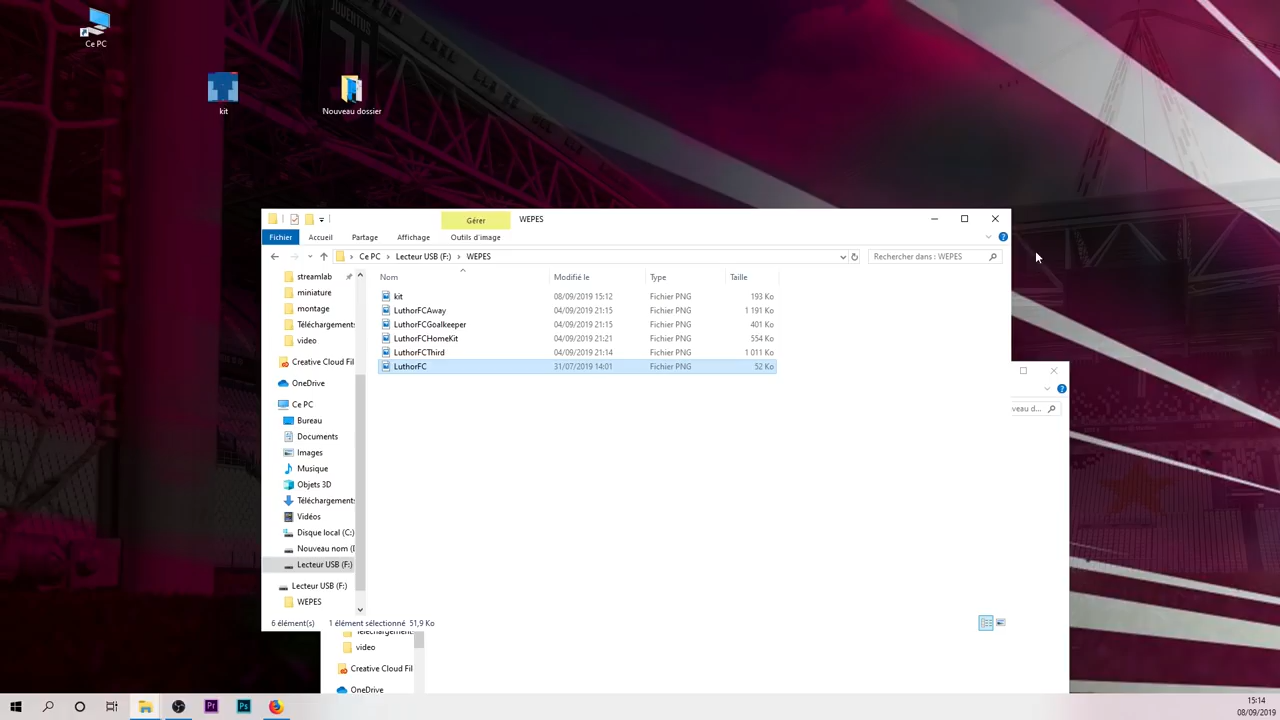 Ce PC
kit
Nouveau dossier
Gérer
WEPES
Fichier
Accueil
Partage
Affichage
Outils d'image
Ce PC
Lecteur USB (F:)
WEPES
Rechercher dans : WEPES
Nom
Modifié le
Type
Taille
kit
08/09/2019 15:12
Fichier PNG
193 Ko
LuthorFCAway
04/09/2019 21:15
Fichier PNG
1 191 Ko
LuthorFCGoalkeeper
04/09/2019 21:15
Fichier PNG
401 Ko
LuthorFCHomeKit
04/09/2019 21:21
Fichier PNG
554 Ko
LuthorFCThird
04/09/2019 21:14
Fichier PNG
1 011 Ko
LuthorFC
31/07/2019 14:01
Fichier PNG
52 Ko
streamlab
miniature
montage
Téléchargements
video
Creative Cloud Fil
OneDrive
Ce PC
Bureau
Documents
Images
Musique
Objets 3D
Téléchargements
Vidéos
Disque local (C:)
Nouveau nom (
Lecteur USB (F:)
Lecteur USB (F:)
WEPES
6 élément(s)
1 élément sélectionné 51,9 Ko
veau d...
video
Creative Cloud Fil
OneDrive
15:14
08/09/2019